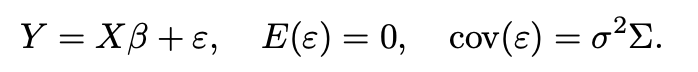 Y = Xβ + ε, E(ε) = 0, cov(ε) = σ²Σ.